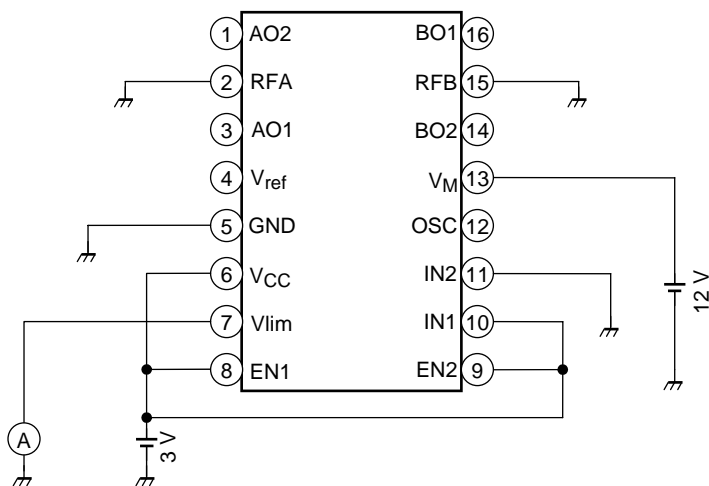 1 AO2 BO1 16
2 RFA RFB 15
3 AO1 BO2 14
4 Vref VM 13
5 GND OSC 12
6 VCC IN2 11
7 Vlim IN1 10
8 EN1 EN2 9
12 V
A
3 V